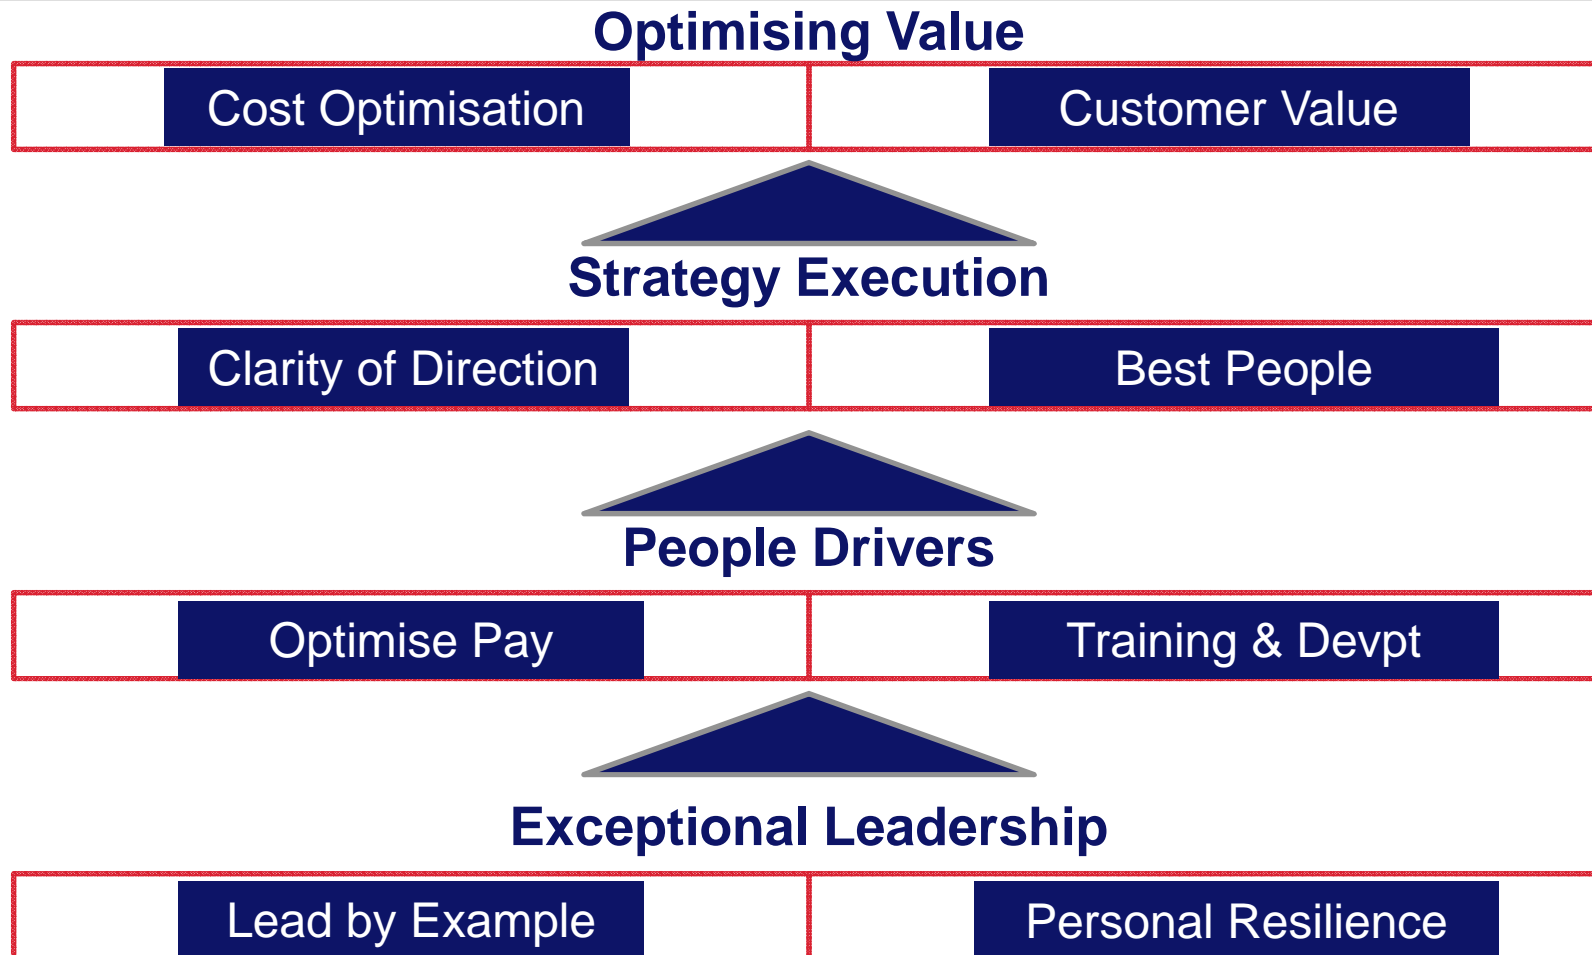 Optimising Value
Cost Optimisation
Customer Value
Strategy Execution
Clarity of Direction
Best People
People Drivers
Optimise Pay
Training & Devpt
Exceptional Leadership
Lead by Example
Personal Resilience